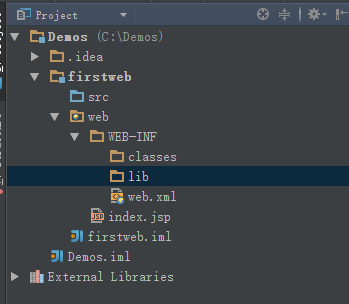 Project
Demos (C:\Demos)
.idea
firstweb
src
web
WEB-INF
classes
lib
web.xml
index.jsp
firstweb.iml
Demos.iml
External Libraries